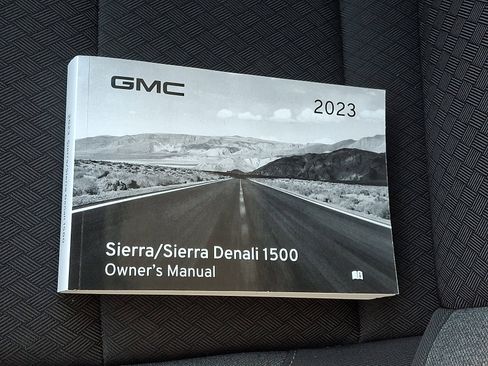 GMC
2023
Sierra/Sierra Denali 1500
Owner's Manual